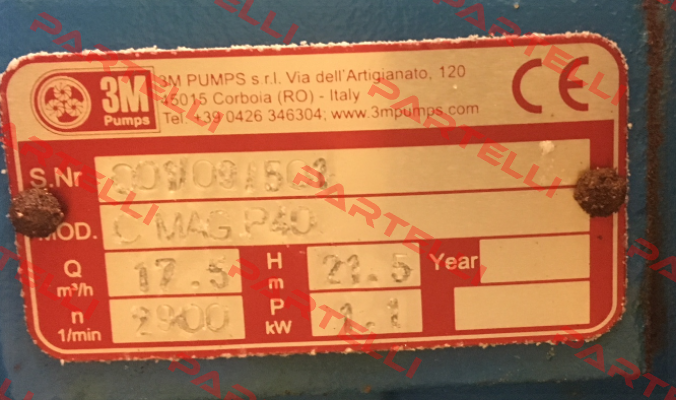 3M
Pumps
3M PUMPS s.r.l. Via dell'Artigianato, 120
45015 Corbola (RO) - Italy
Tel. +39 0426 346304; www.3mpumps.com
CE
S.Nr
MOD. C MAG P40
Q m³/h 17.5 H m 21.5 Year
n 1/min 2900 P kW 1.1
PARTELLI